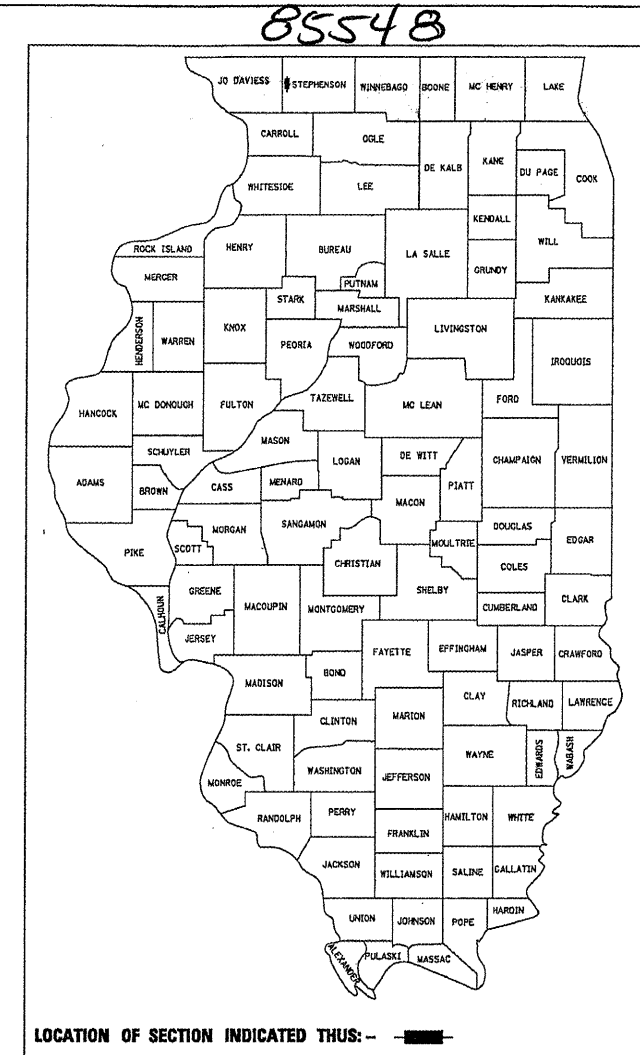 85548
JO DAVIESS STEPHENSON WINNEBAGO BOONE MC HENRY LAKE
CARROLL OGLE DE KALB KANE DU PAGE COOK
WHITESIDE LEE
KENDALL WILL
ROCK ISLAND HENRY BUREAU LA SALLE GRUNDY
MERCER PUTNAM KANKAKEE
STARK MARSHALL
HENDERSON WARREN KNOX PEORIA WOODFORD LIVINGSTON IROQUOIS
HANCOCK MC DONOUGH FULTON TAZEWELL MC LEAN FORD
SCHUYLER MASON LOGAN DE WITT CHAMPAIGN VERMILION
ADAMS BROWN CASS MENARD MACON PIATT
PIKE SCOTT MORGAN SANGAMON CHRISTIAN MOULTRIE DOUGLAS EDGAR
COLES
CALHOUN GREENE MACOUPIN MONTGOMERY SHELBY CUMBERLAND CLARK
JERSEY FAYETTE EFFINGHAM JASPER CRAWFORD
MADISON BOND CLAY RICHLAND LAWRENCE
CLINTON MARION
ST. CLAIR WAYNE EDWARDS WABASH
MONROE WASHINGTON JEFFERSON
RANDOLPH PERRY FRANKLIN HAMILTON WHITE
JACKSON WILLIAMSON SALINE GALLATIN
UNION JOHNSON POPE HARDIN
ALEXANDER PULASKI MASSAC
LOCATION OF SECTION INDICATED THUS:-